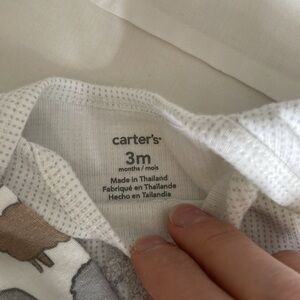 carter's
3m
months / mois
Made in Thailand
Fabriqué en Thaïlande
Hecho en Tailandia